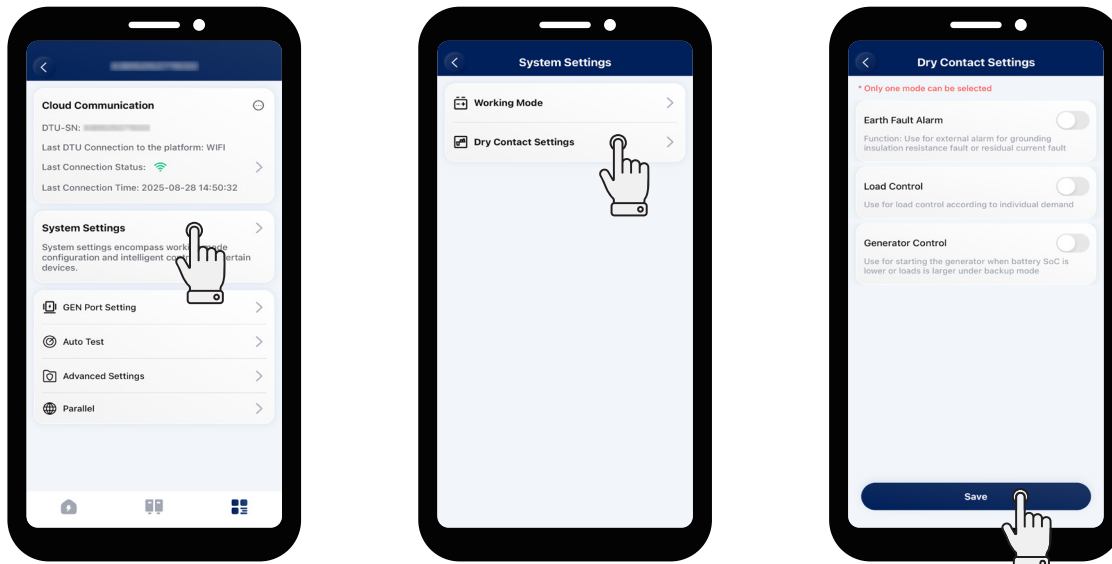 Cloud Communication
DTU-SN:
Last DTU Connection to the platform: WIFI
Last Connection Status:
Last Connection Time: 2025-08-28 14:50:32
System Settings
System settings encompass
configuration and intelligent
devices.
GEN Port Setting
Auto Test
Advanced Settings
Parallel
System Settings
Working Mode
Dry Contact Settings
Dry Contact Settings
* Only one mode can be selected
Earth Fault Alarm
Function: Use for external alarm for grounding
insulation resistance fault or residual current fault
Load Control
Use for load control according to individual demand
Generator Control
Use for starting the generator when battery SoC is
lower or loads is larger under backup mode
Save